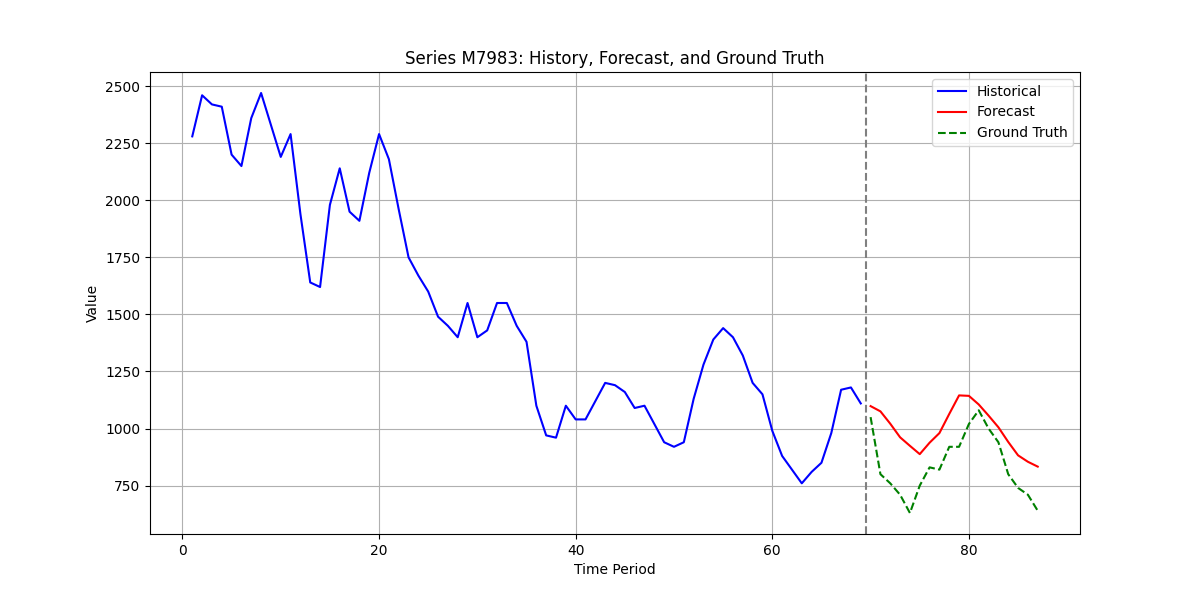 Series M7983: History, Forecast, and Ground Truth
Historical
Forecast
Ground Truth
2500
2250
2000
1750
1500
1250
1000
750
Value
0
20
40
60
80
Time Period